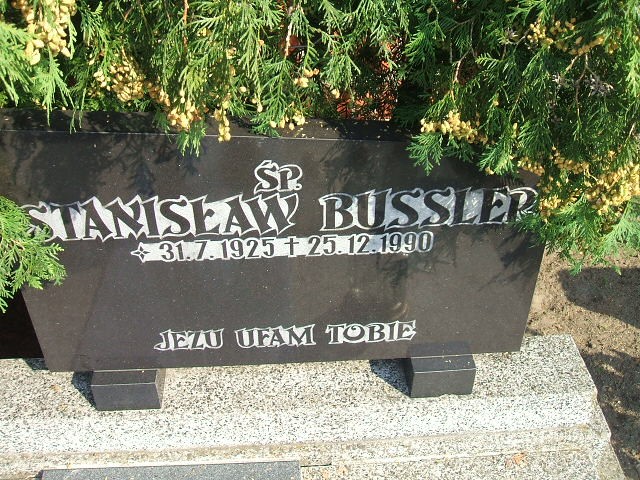 ŚP.
STANISŁAW BUSSLER
✧ 31.7.1925 † 25.12.1990
JEZU UFAM TOBIE